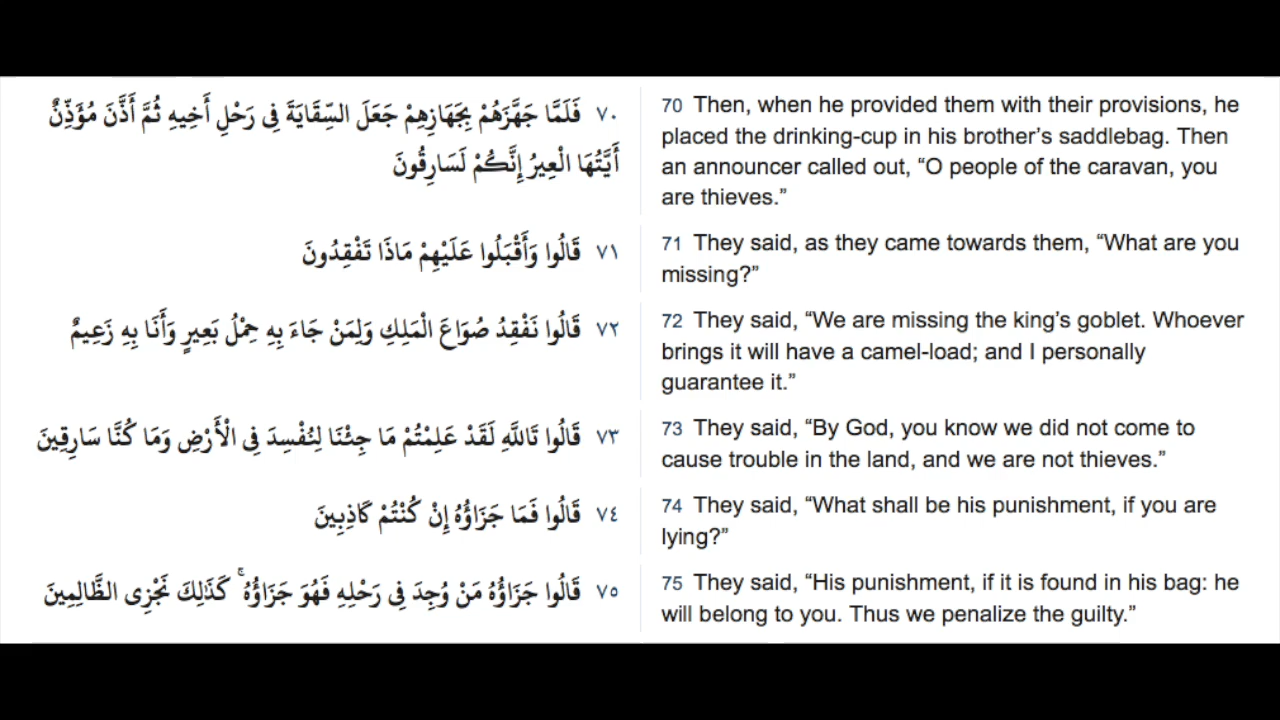 ٧٠ فَلَمَّا جَهَّزَهُمْ بِجَهَازِهِمْ جَعَلَ السِّقَايَةَ فِي رَحْلِ أَخِيهِ ثُمَّ أَذَّنَ مُؤَذِّنٌ
أَيَّتُهَا الْعِيرُ إِنَّكُمْ لَسَارِقُونَ
70 Then, when he provided them with their provisions, he
placed the drinking-cup in his brother’s saddlebag. Then
an announcer called out, “O people of the caravan, you
are thieves.”
٧١ قَالُوا وَأَقْبَلُوا عَلَيْهِمْ مَاذَا تَفْقِدُونَ
71 They said, as they came towards them, “What are you
missing?”
٧٢ قَالُوا نَفْقِدُ صُوَاعَ الْمَلِكِ وَلِمَنْ جَاءَ بِهِ حِمْلُ بَعِيرٍ وَأَنَا بِهِ زَعِيمٌ
72 They said, “We are missing the king’s goblet. Whoever
brings it will have a camel-load; and I personally
guarantee it.”
٧٣ قَالُوا تَاللَّهِ لَقَدْ عَلِمْتُمْ مَا جِئْنَا لِنُفْسِدَ فِي الْأَرْضِ وَمَا كُنَّا سَارِقِينَ
73 They said, “By God, you know we did not come to
cause trouble in the land, and we are not thieves.”
٧٤ قَالُوا فَمَا جَزَاؤُهُ إِنْ كُنْتُمْ كَاذِبِينَ
74 They said, “What shall be his punishment, if you are
lying?”
٧٥ قَالُوا جَزَاؤُهُ مَنْ وُجِدَ فِي رَحْلِهِ فَهُوَ جَزَاؤُهُ ۚ كَذَٰلِكَ نَجْزِي الظَّالِمِينَ
75 They said, “His punishment, if it is found in his bag: he
will belong to you. Thus we penalize the guilty.”